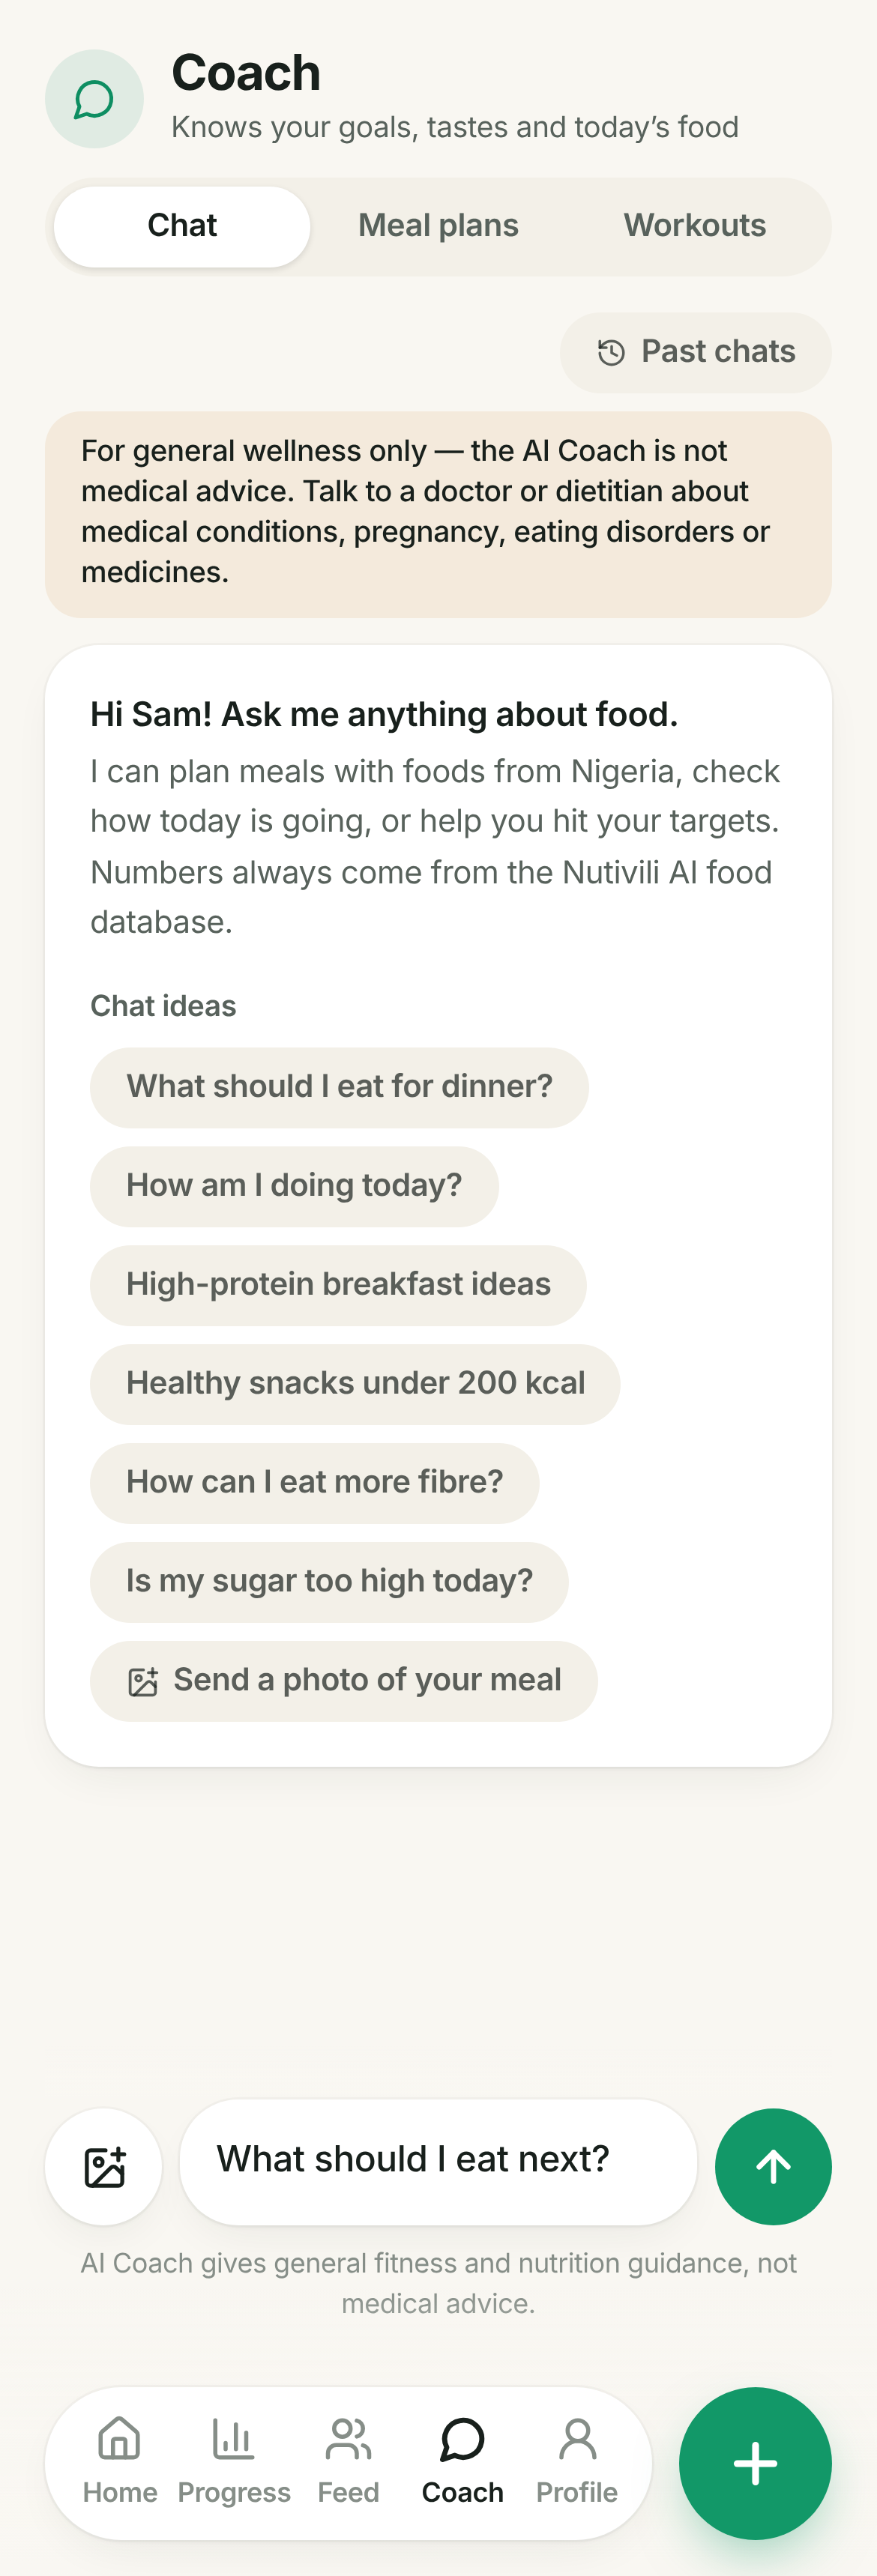 Coach
Knows your goals, tastes and today’s food
Chat
Meal plans
Workouts
Past chats
For general wellness only — the AI Coach is not
medical advice. Talk to a doctor or dietitian about
medical conditions, pregnancy, eating disorders or
medicines.
Hi Sam! Ask me anything about food.
I can plan meals with foods from Nigeria, check
how today is going, or help you hit your targets.
Numbers always come from the Nutivili AI food
database.
Chat ideas
What should I eat for dinner?
How am I doing today?
High-protein breakfast ideas
Healthy snacks under 200 kcal
How can I eat more fibre?
Is my sugar too high today?
Send a photo of your meal
What should I eat next?
AI Coach gives general fitness and nutrition guidance, not
medical advice.
Home
Progress
Feed
Coach
Profile